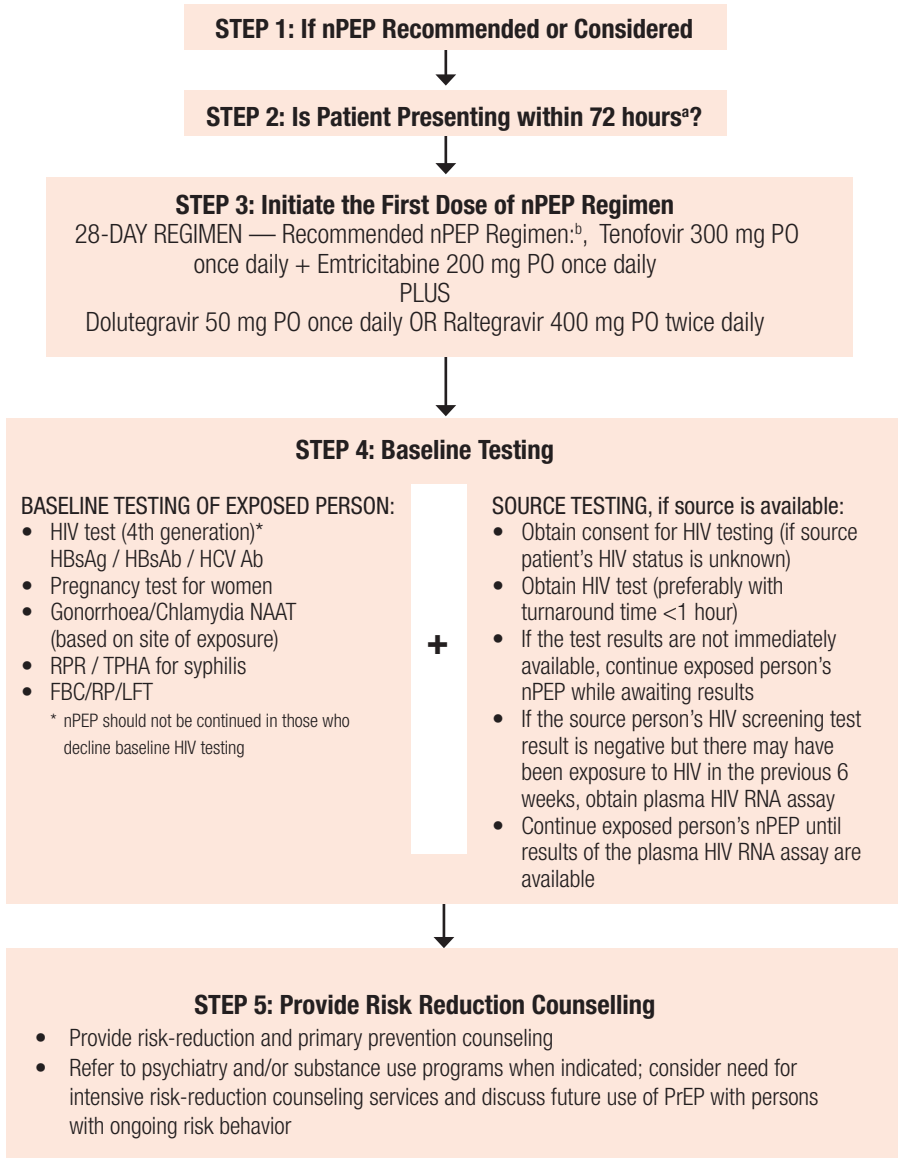 STEP 1: If nPEP Recommended or Considered
STEP 2: Is Patient Presenting within 72 hoursᵃ?
STEP 3: Initiate the First Dose of nPEP Regimen
28-DAY REGIMEN — Recommended nPEP Regimen:ᵇ, Tenofovir 300 mg PO
once daily + Emtricitabine 200 mg PO once daily
PLUS
Dolutegravir 50 mg PO once daily OR Raltegravir 400 mg PO twice daily
STEP 4: Baseline Testing
BASELINE TESTING OF EXPOSED PERSON:
• HIV test (4th generation)*
HBsAg / HBsAb / HCV Ab
• Pregnancy test for women
• Gonorrhoea/Chlamydia NAAT
(based on site of exposure)
• RPR / TPHA for syphilis
• FBC/RP/LFT
* nPEP should not be continued in those who
decline baseline HIV testing
+
SOURCE TESTING, if source is available:
• Obtain consent for HIV testing (if source
patient's HIV status is unknown)
• Obtain HIV test (preferably with
turnaround time <1 hour)
• If the test results are not immediately
available, continue exposed person's
nPEP while awaiting results
• If the source person's HIV screening test
result is negative but there may have
been exposure to HIV in the previous 6
weeks, obtain plasma HIV RNA assay
• Continue exposed person's nPEP until
results of the plasma HIV RNA assay are
available
STEP 5: Provide Risk Reduction Counselling
• Provide risk-reduction and primary prevention counseling
• Refer to psychiatry and/or substance use programs when indicated; consider need for
intensive risk-reduction counseling services and discuss future use of PrEP with persons
with ongoing risk behavior